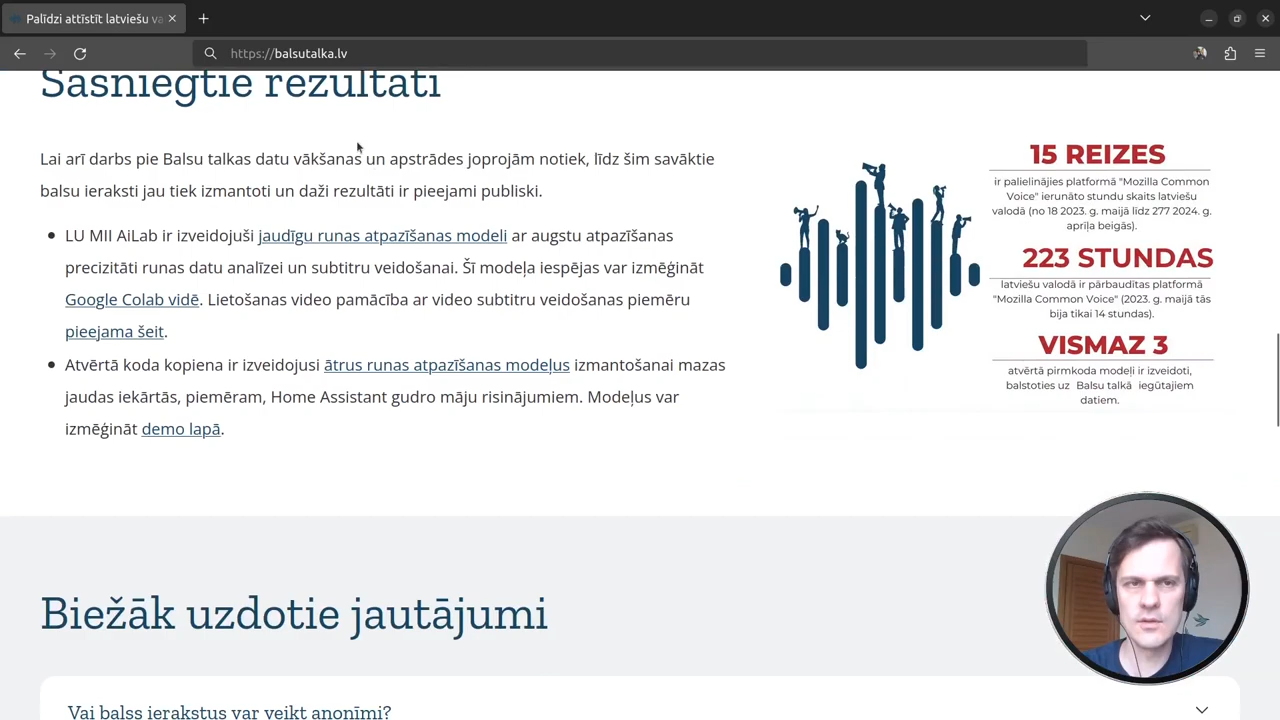 Palīdzi attīstīt latviešu va
https://balsutalka.lv
Sasniegtie rezultāti
Lai arī darbs pie Balsu talkas datu vākšanas un apstrādes joprojām notiek, līdz šim savāktie
balsu ieraksti jau tiek izmantoti un daži rezultāti ir pieejami publiski.
LU MII AiLab ir izveidojuši jaudīgu runas atpazīšanas modeli ar augstu atpazīšanas
precizitāti runas datu analīzei un subtitru veidošanai. Šī modeļa iespējas var izmēģināt
Google Colab vidē. Lietošanas video pamācība ar video subtitru veidošanas piemēru
pieejama šeit.
Atvērtā koda kopiena ir izveidojusi ātrus runas atpazīšanas modeļus izmantošanai mazas
jaudas iekārtās, piemēram, Home Assistant gudro māju risinājumiem. Modeļus var
izmēģināt demo lapā.
15 REIZES
ir palielinājies platformā "Mozilla Common
Voice" ierunāto stundu skaits latviešu
valodā (no 18 2023. g. maijā līdz 277 2024. g.
aprīļa beigās).
223 STUNDAS
latviešu valodā ir pārbaudītas platformā
"Mozilla Common Voice" (2023. g. maijā tās
bija tikai 14 stundas).
VISMAZ 3
atvērtā pirmkoda modeļi ir izveidoti,
balstoties uz Balsu talkā iegūtajiem
datiem.
Biežāk uzdotie jautājumi
Vai balss ierakstus var veikt anonīmi?